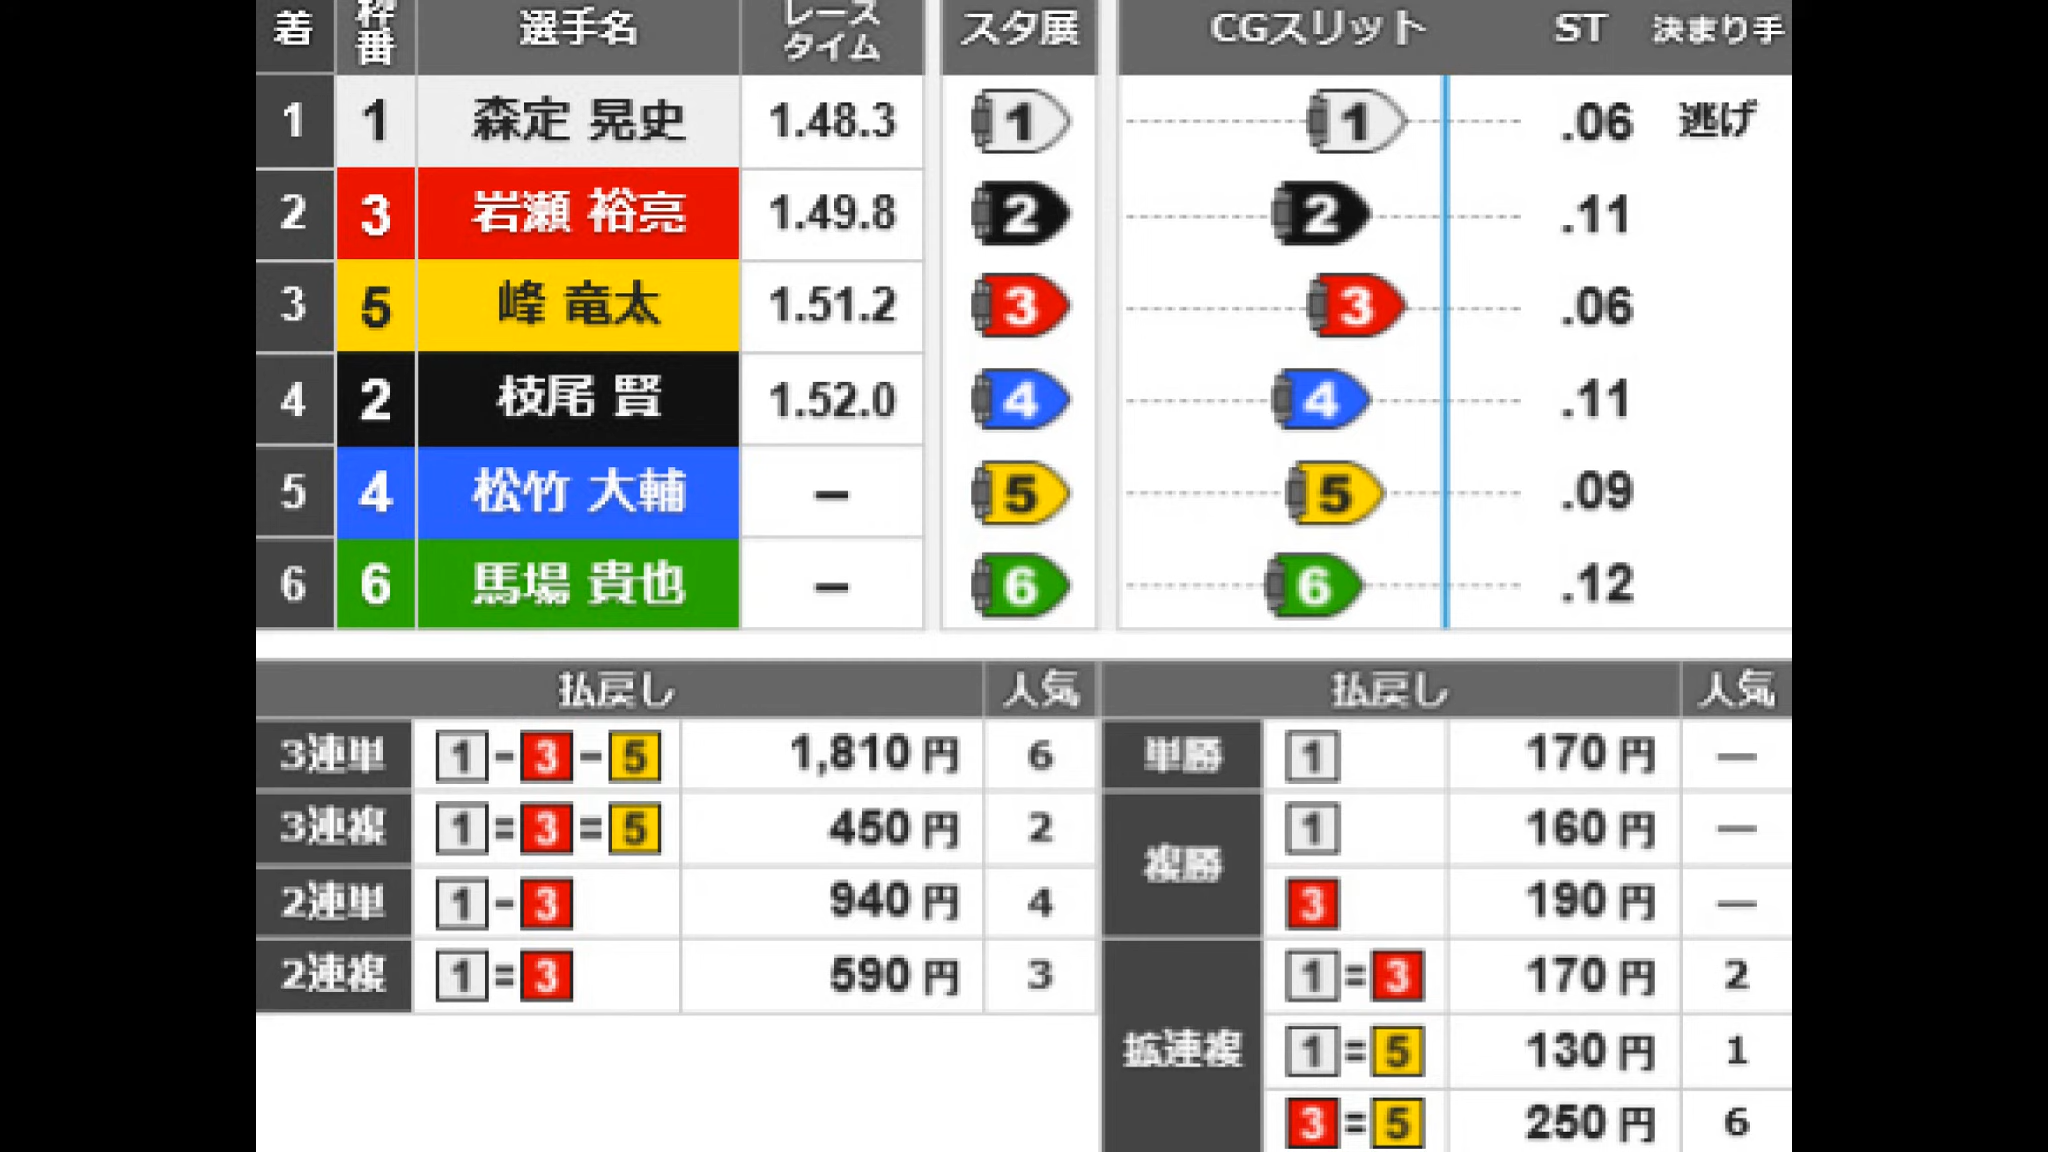 着 枠番 選手名 レースタイム スタ展 CGスリット ST 決まり手
1 1 森定 晃史 1.48.3 1 1 .06 逃げ
2 3 岩瀬 裕亮 1.49.8 2 2 .11
3 5 峰 竜太 1.51.2 3 3 .06
4 2 枝尾 賢 1.52.0 4 4 .11
5 4 松竹 大輔 – 5 5 .09
6 6 馬場 貴也 – 6 6 .12
払戻し 人気 払戻し 人気
3連単 1-3-5 1,810円 6 単勝 1 170円 —
3連複 1=3=5 450円 2 複勝 1 160円 —
2連単 1-3 940円 4 3 190円 —
2連複 1=3 590円 3 拡連複 1=3 170円 2
1=5 130円 1
3=5 250円 6